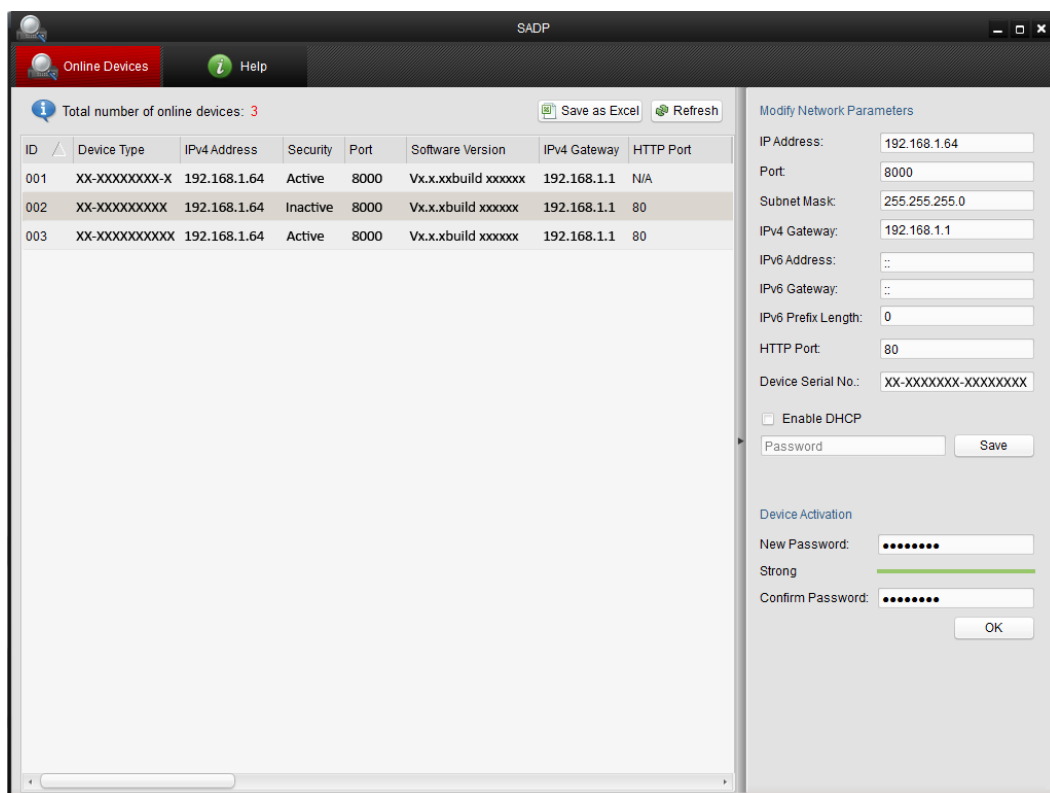 SADP
Online Devices Help
Total number of online devices: 3 Save as Excel Refresh
ID Device Type IPv4 Address Security Port Software Version IPv4 Gateway HTTP Port
001 XX-XXXXXXXX-X 192.168.1.64 Active 8000 Vx.x.xxbuild xxxxxx 192.168.1.1 N/A
002 XX-XXXXXXXXX 192.168.1.64 Inactive 8000 Vx.x.xbuild xxxxxx 192.168.1.1 80
003 XX-XXXXXXXXXX 192.168.1.64 Active 8000 Vx.x.xbuild xxxxxx 192.168.1.1 80
Modify Network Parameters
IP Address: 192.168.1.64
Port: 8000
Subnet Mask: 255.255.255.0
IPv4 Gateway: 192.168.1.1
IPv6 Address: ::
IPv6 Gateway: ::
IPv6 Prefix Length: 0
HTTP Port: 80
Device Serial No.: XX-XXXXXXX-XXXXXXXX
Enable DHCP
Password Save
Device Activation
New Password: ••••••••
Strong
Confirm Password: ••••••••
OK